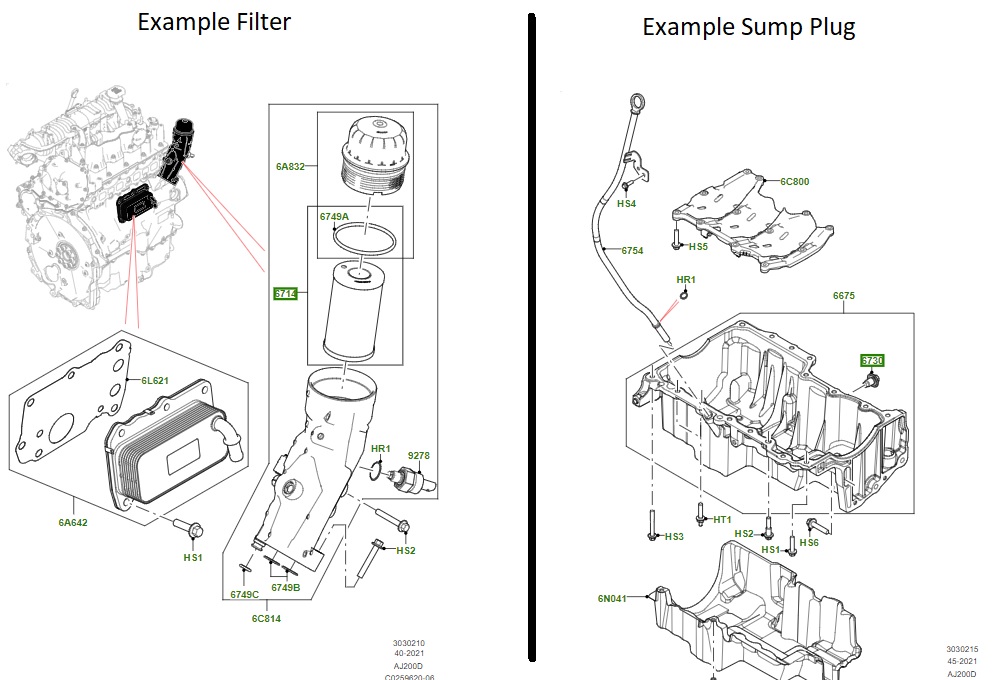 Example Filter
6A832
6749A
6714
6L621
HR1
9278
6A642
HS1
HS2
6749C
6749B
6C814
3030210
40-2021
AJ200D
C0259620-06
Example Sump Plug
6C800
HS4
HS5
6754
HR1
6675
6730
HT1
HS3
HS2
HS6
HS1
6N041
3030215
45-2021
AJ200D